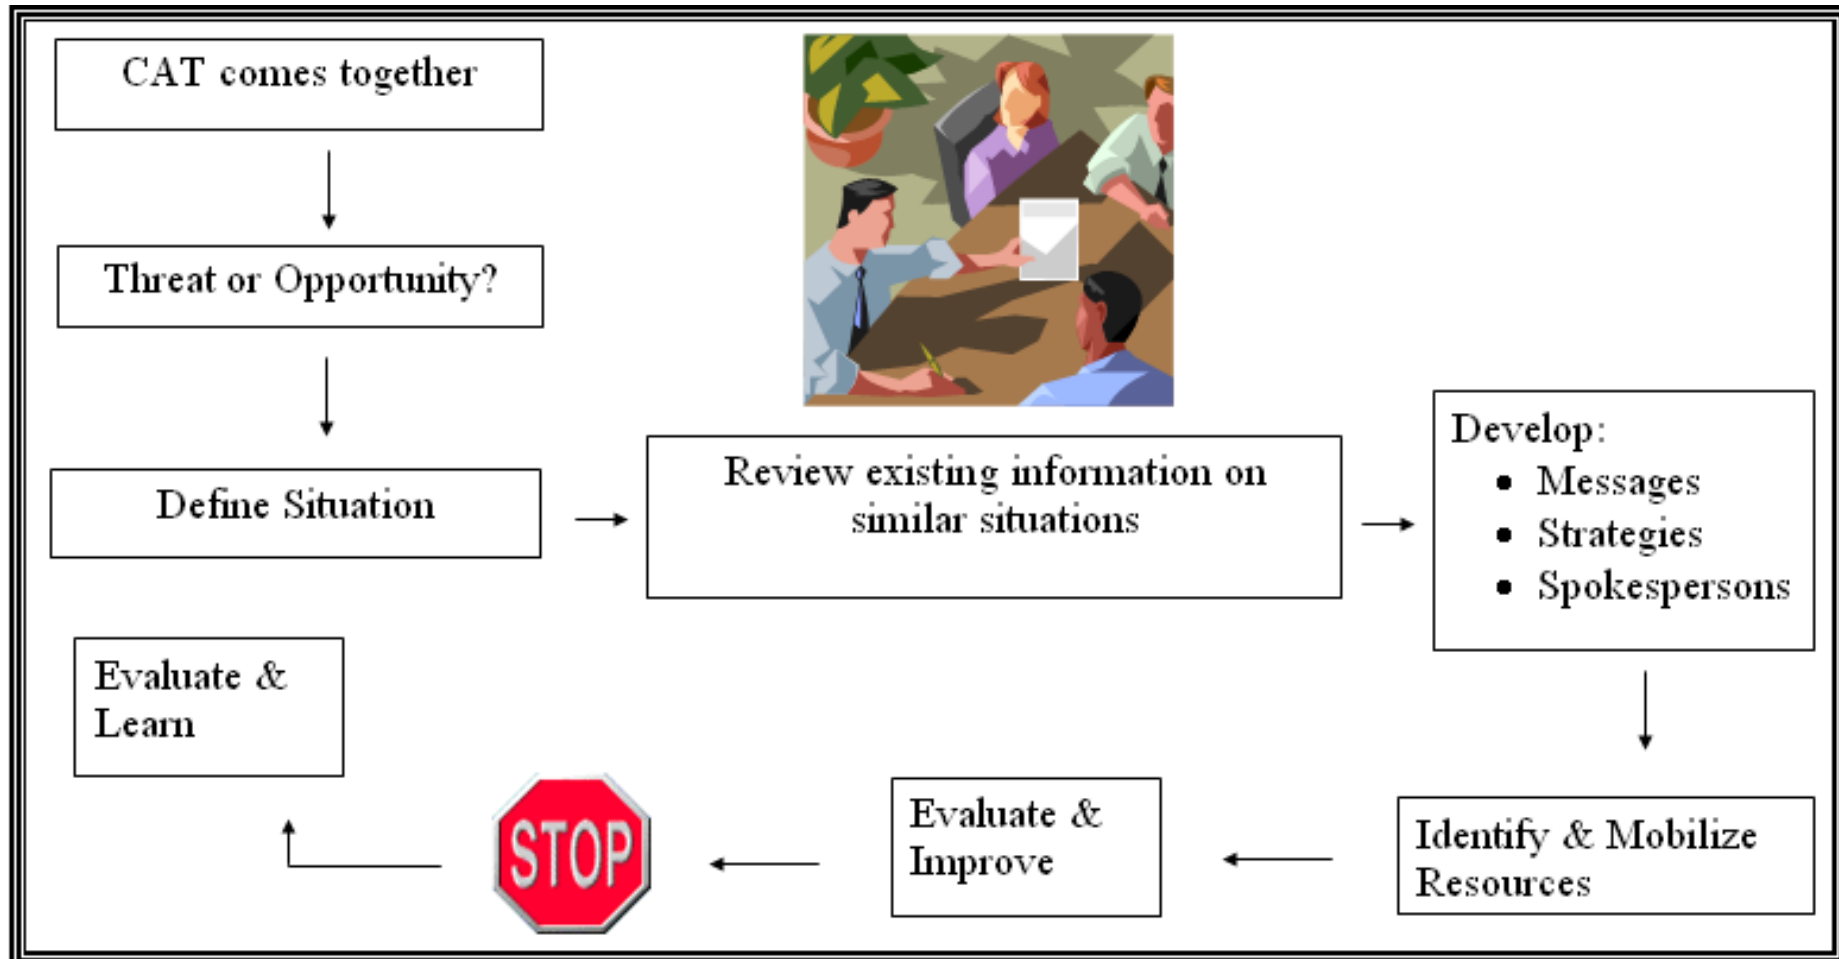 CAT comes together
Threat or Opportunity?
Define Situation
Review existing information on
similar situations
Develop:
• Messages
• Strategies
• Spokespersons
Identify & Mobilize
Resources
Evaluate &
Improve
STOP
Evaluate &
Learn